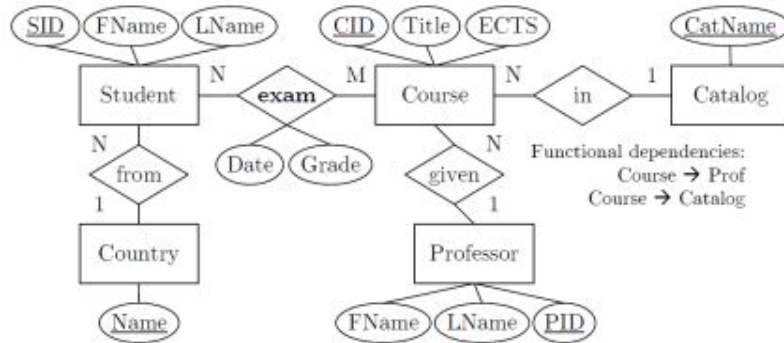 SID FName LName CID Title ECTS CatName
Student N exam M Course N in 1 Catalog
N Date Grade N Functional dependencies:
from given Course → Prof
1 1 Course → Catalog
Country Professor
Name FName LName PID